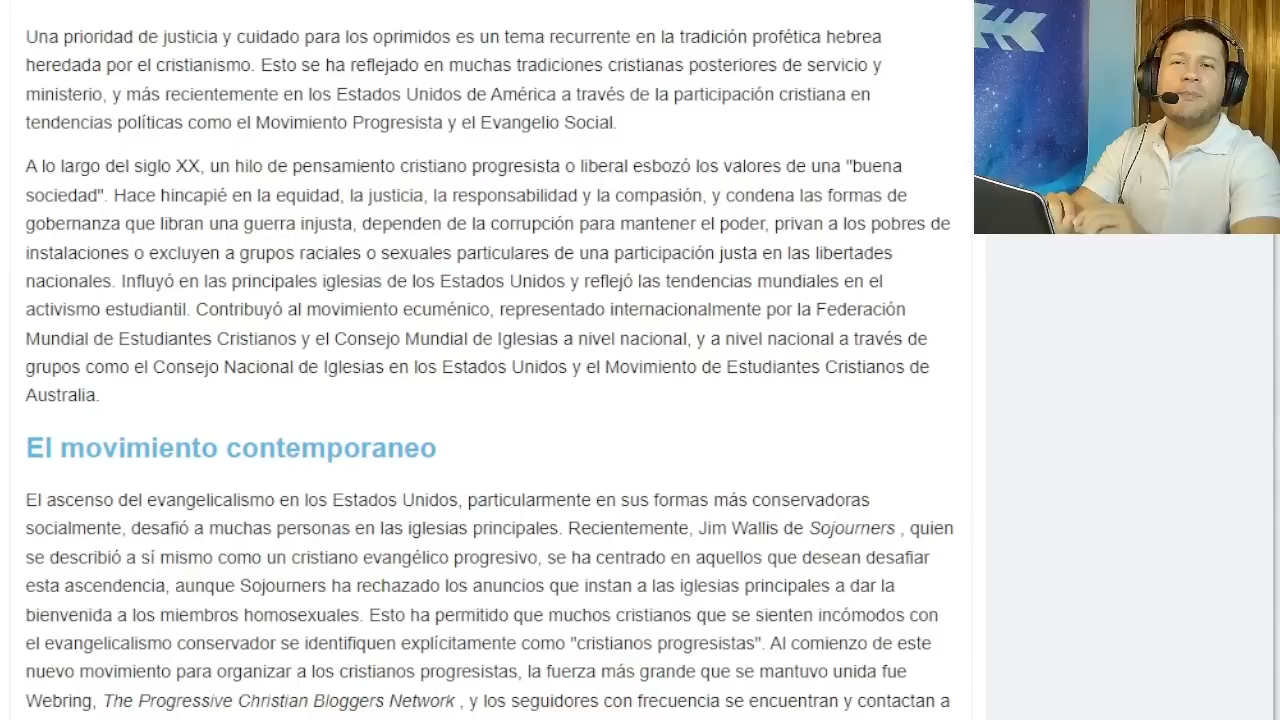 Una prioridad de justicia y cuidado para los oprimidos es un tema recurrente en la tradición profética hebrea
heredada por el cristianismo. Esto se ha reflejado en muchas tradiciones cristianas posteriores de servicio y
ministerio, y más recientemente en los Estados Unidos de América a través de la participación cristiana en
tendencias políticas como el Movimiento Progresista y el Evangelio Social.
A lo largo del siglo XX, un hilo de pensamiento cristiano progresista o liberal esbozó los valores de una "buena
sociedad". Hace hincapié en la equidad, la justicia, la responsabilidad y la compasión, y condena las formas de
gobernanza que libran una guerra injusta, dependen de la corrupción para mantener el poder, privan a los pobres de
instalaciones o excluyen a grupos raciales o sexuales particulares de una participación justa en las libertades
nacionales. Influyó en las principales iglesias de los Estados Unidos y reflejó las tendencias mundiales en el
activismo estudiantil. Contribuyó al movimiento ecuménico, representado internacionalmente por la Federación
Mundial de Estudiantes Cristianos y el Consejo Mundial de Iglesias a nivel nacional, y a nivel nacional a través de
grupos como el Consejo Nacional de Iglesias en los Estados Unidos y el Movimiento de Estudiantes Cristianos de
Australia.
El movimiento contemporaneo
El ascenso del evangelicalismo en los Estados Unidos, particularmente en sus formas más conservadoras
socialmente, desafió a muchas personas en las iglesias principales. Recientemente, Jim Wallis de Sojourners , quien
se describió a sí mismo como un cristiano evangélico progresivo, se ha centrado en aquellos que desean desafiar
esta ascendencia, aunque Sojourners ha rechazado los anuncios que instan a las iglesias principales a dar la
bienvenida a los miembros homosexuales. Esto ha permitido que muchos cristianos que se sienten incómodos con
el evangelicalismo conservador se identifiquen explícitamente como "cristianos progresistas". Al comienzo de este
nuevo movimiento para organizar a los cristianos progresistas, la fuerza más grande que se mantuvo unida fue
Webring, The Progressive Christian Bloggers Network , y los seguidores con frecuencia se encuentran y contactan a